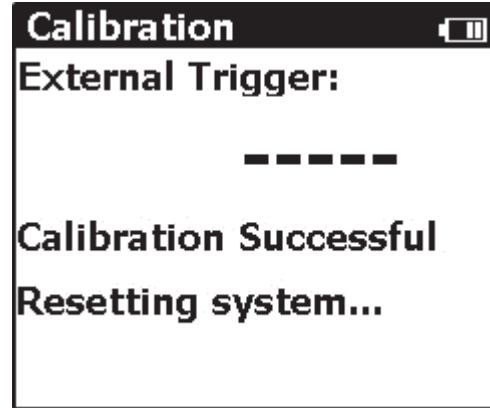 Calibration
External Trigger:
-----
Calibration Successful
Resetting system...